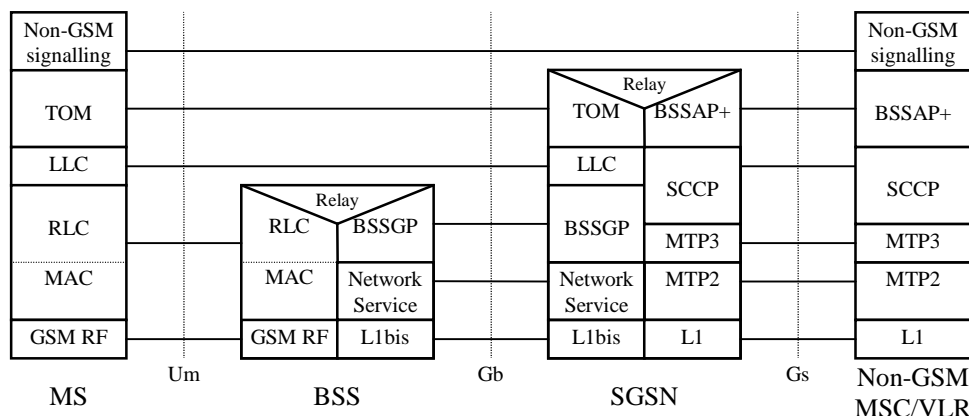 Non-GSM
signalling
TOM
LLC
RLC
MAC
GSM RF
MS
Um
Relay
RLC
BSSGP
MAC
Network
Service
GSM RF
L1bis
BSS
Gb
Relay
TOM
BSSAP+
LLC
SCCP
BSSGP
MTP3
Network
Service
MTP2
L1bis
L1
SGSN
Gs
Non-GSM
signalling
BSSAP+
SCCP
MTP3
MTP2
L1
Non-GSM
MSC/VLR